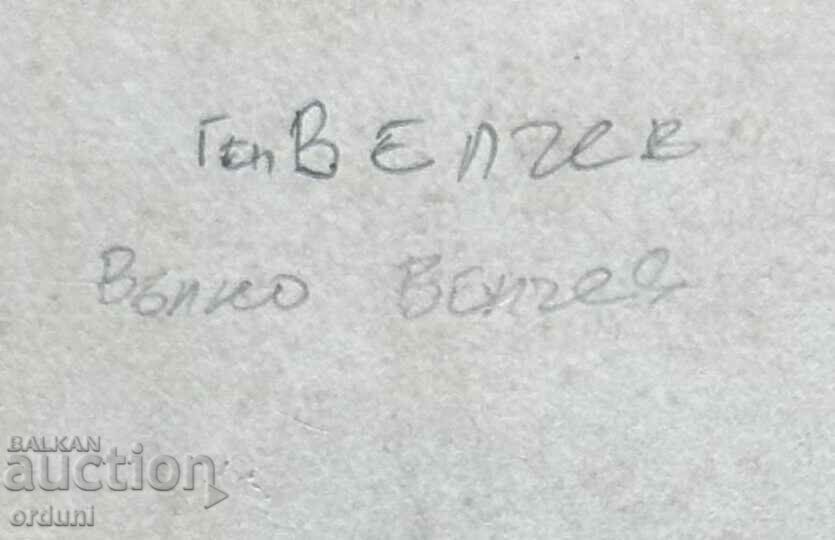 Ген Велчев
Вълко Велчев
BALKAN
auction
orduni